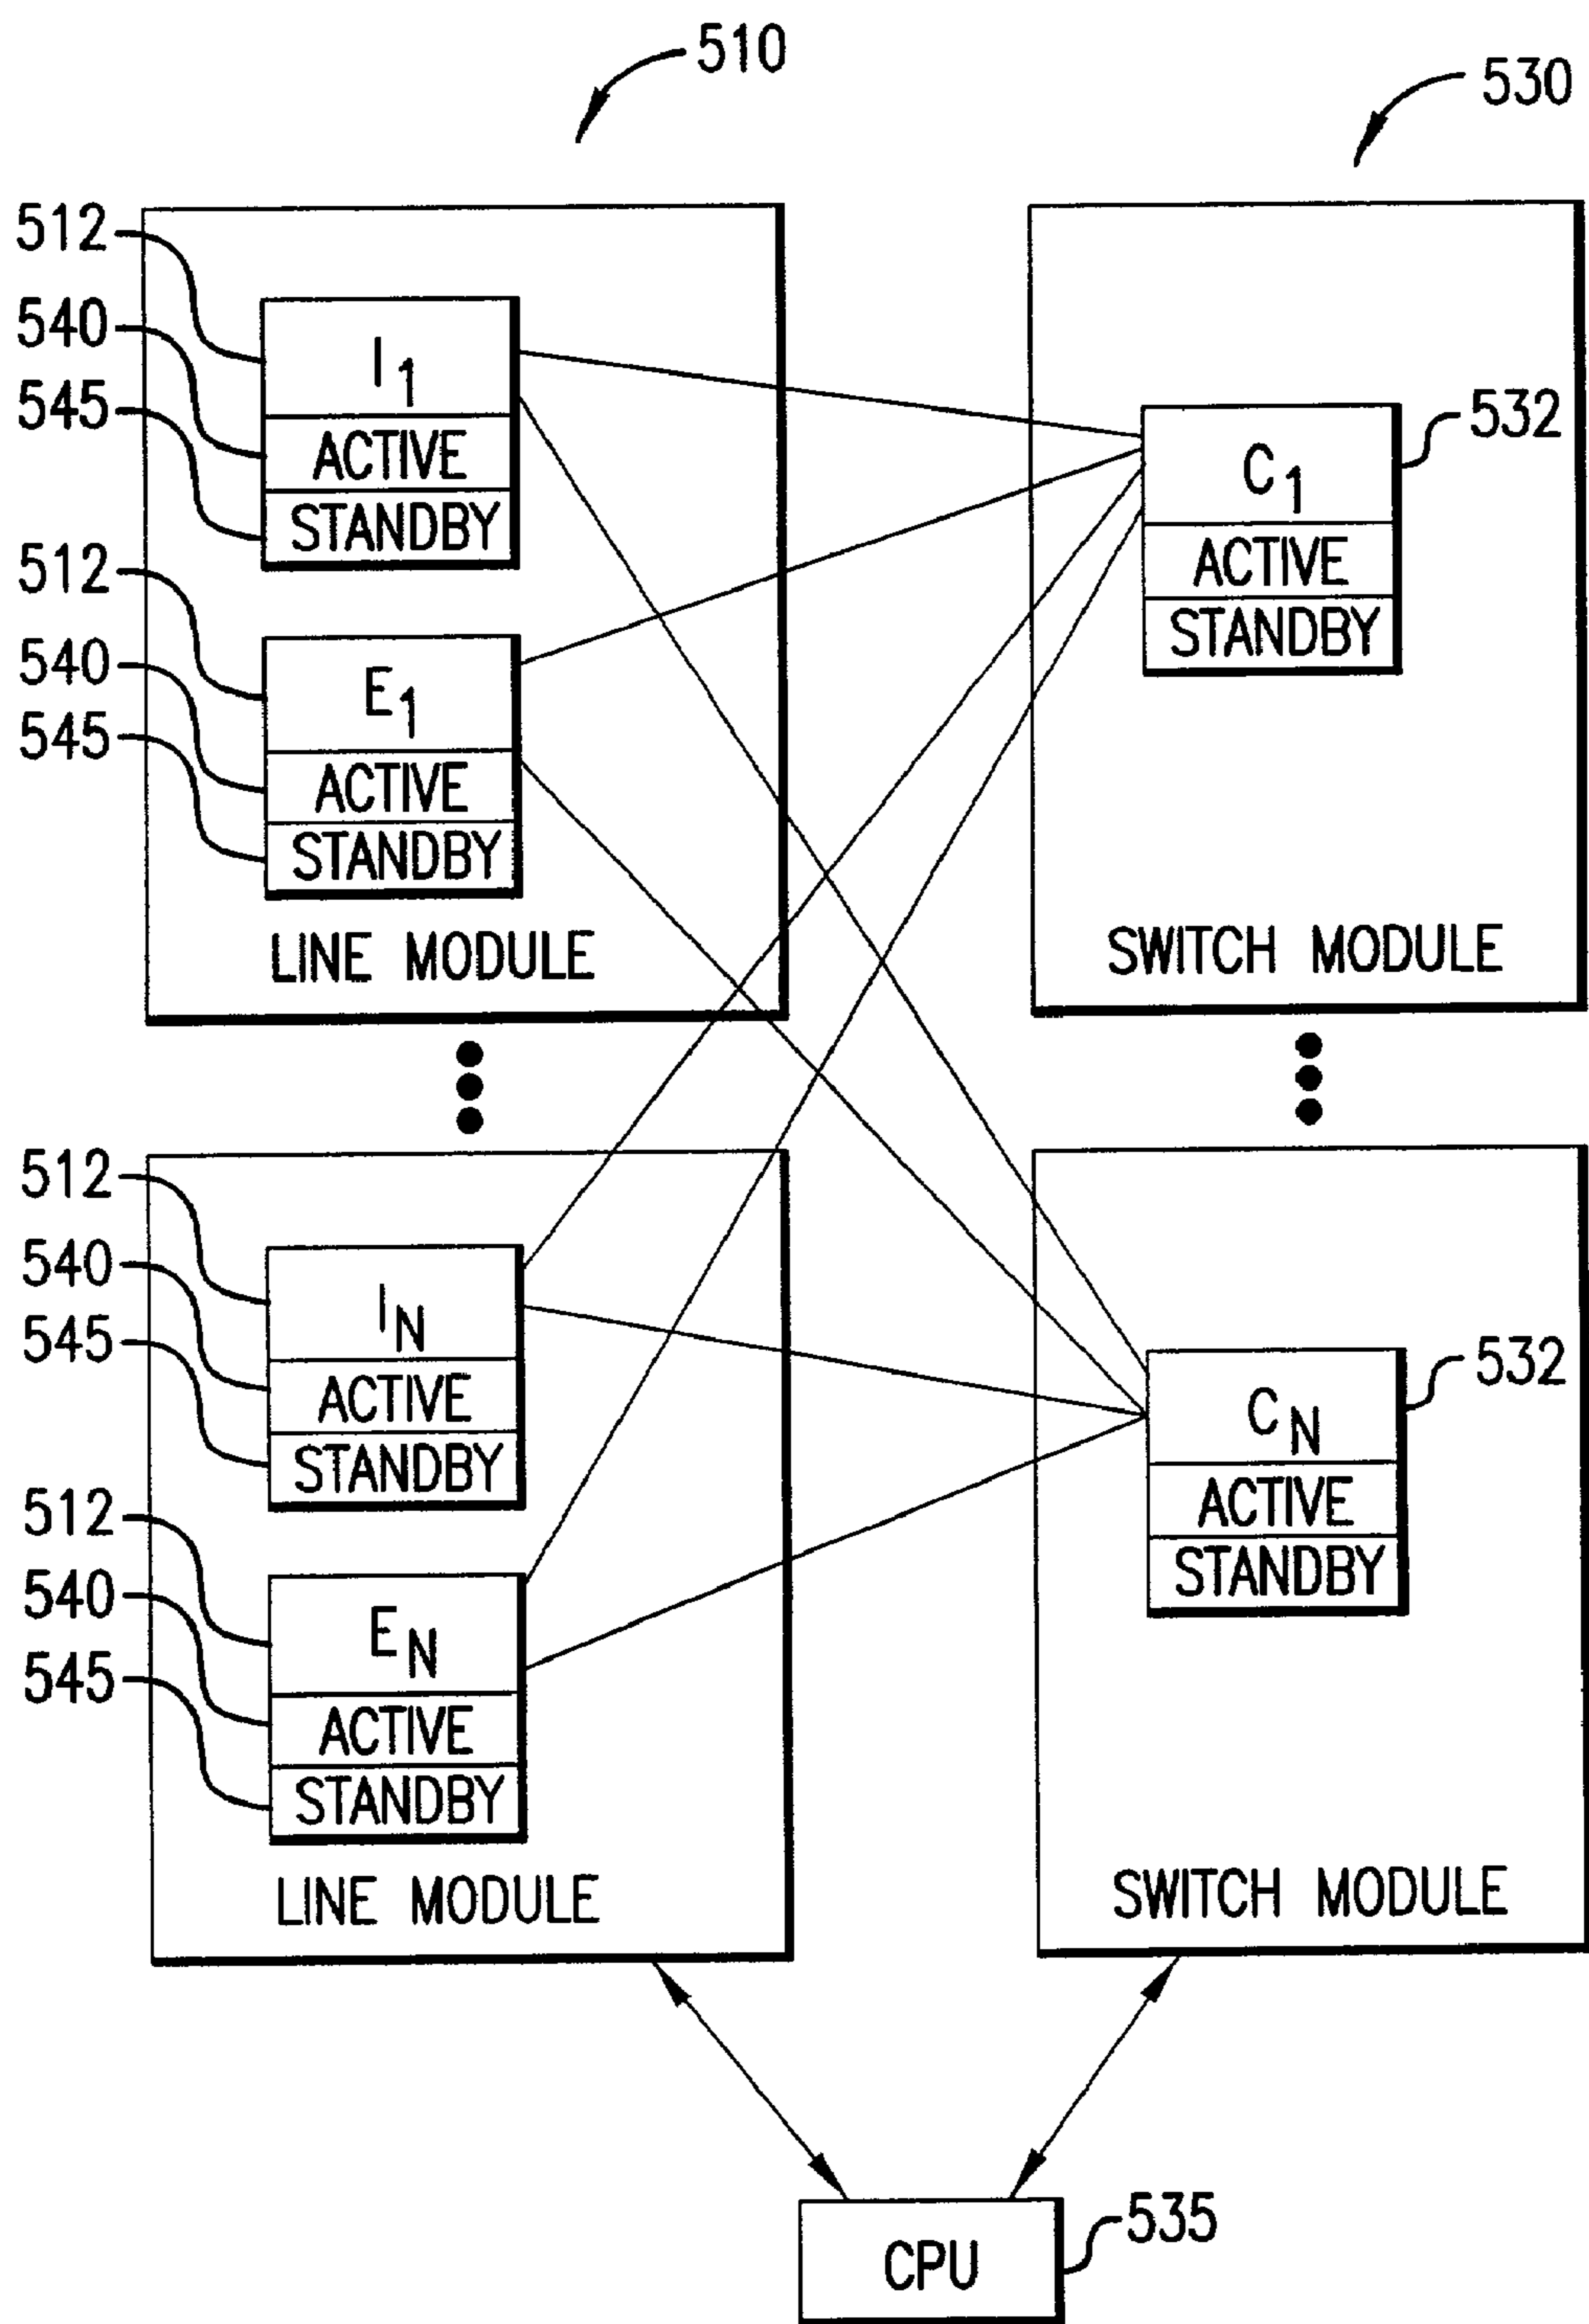 510
530
512
540
545
I1
ACTIVE
STANDBY
512
540
545
E1
ACTIVE
STANDBY
LINE MODULE
C1
ACTIVE
STANDBY
532
SWITCH MODULE
512
540
545
IN
ACTIVE
STANDBY
512
540
545
EN
ACTIVE
STANDBY
LINE MODULE
CN
ACTIVE
STANDBY
532
SWITCH MODULE
CPU
535